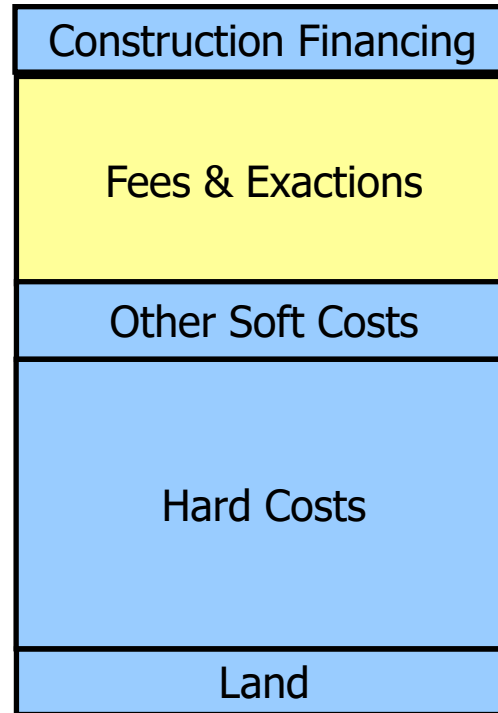 Construction Financing
Fees & Exactions
Other Soft Costs
Hard Costs
Land